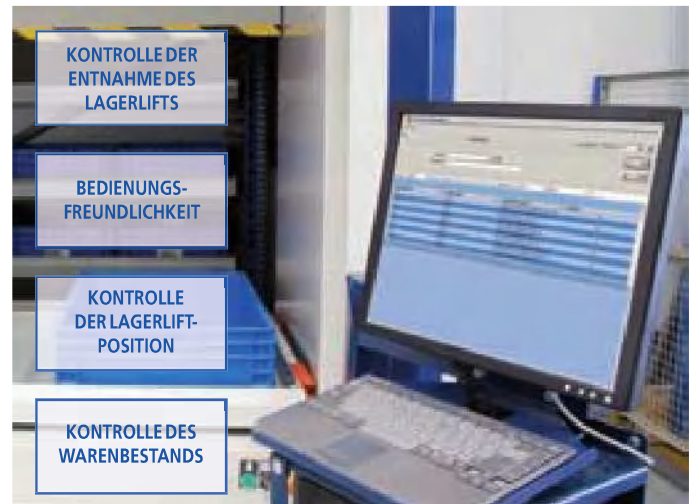 KONTROLLE DER
ENTNAHME DES
LAGERLIFTS
BEDIENUNGS-
FREUNDLICHKEIT
KONTROLLE
DER LAGERLIFT-
POSITION
KONTROLLE DES
WARENBESTANDS